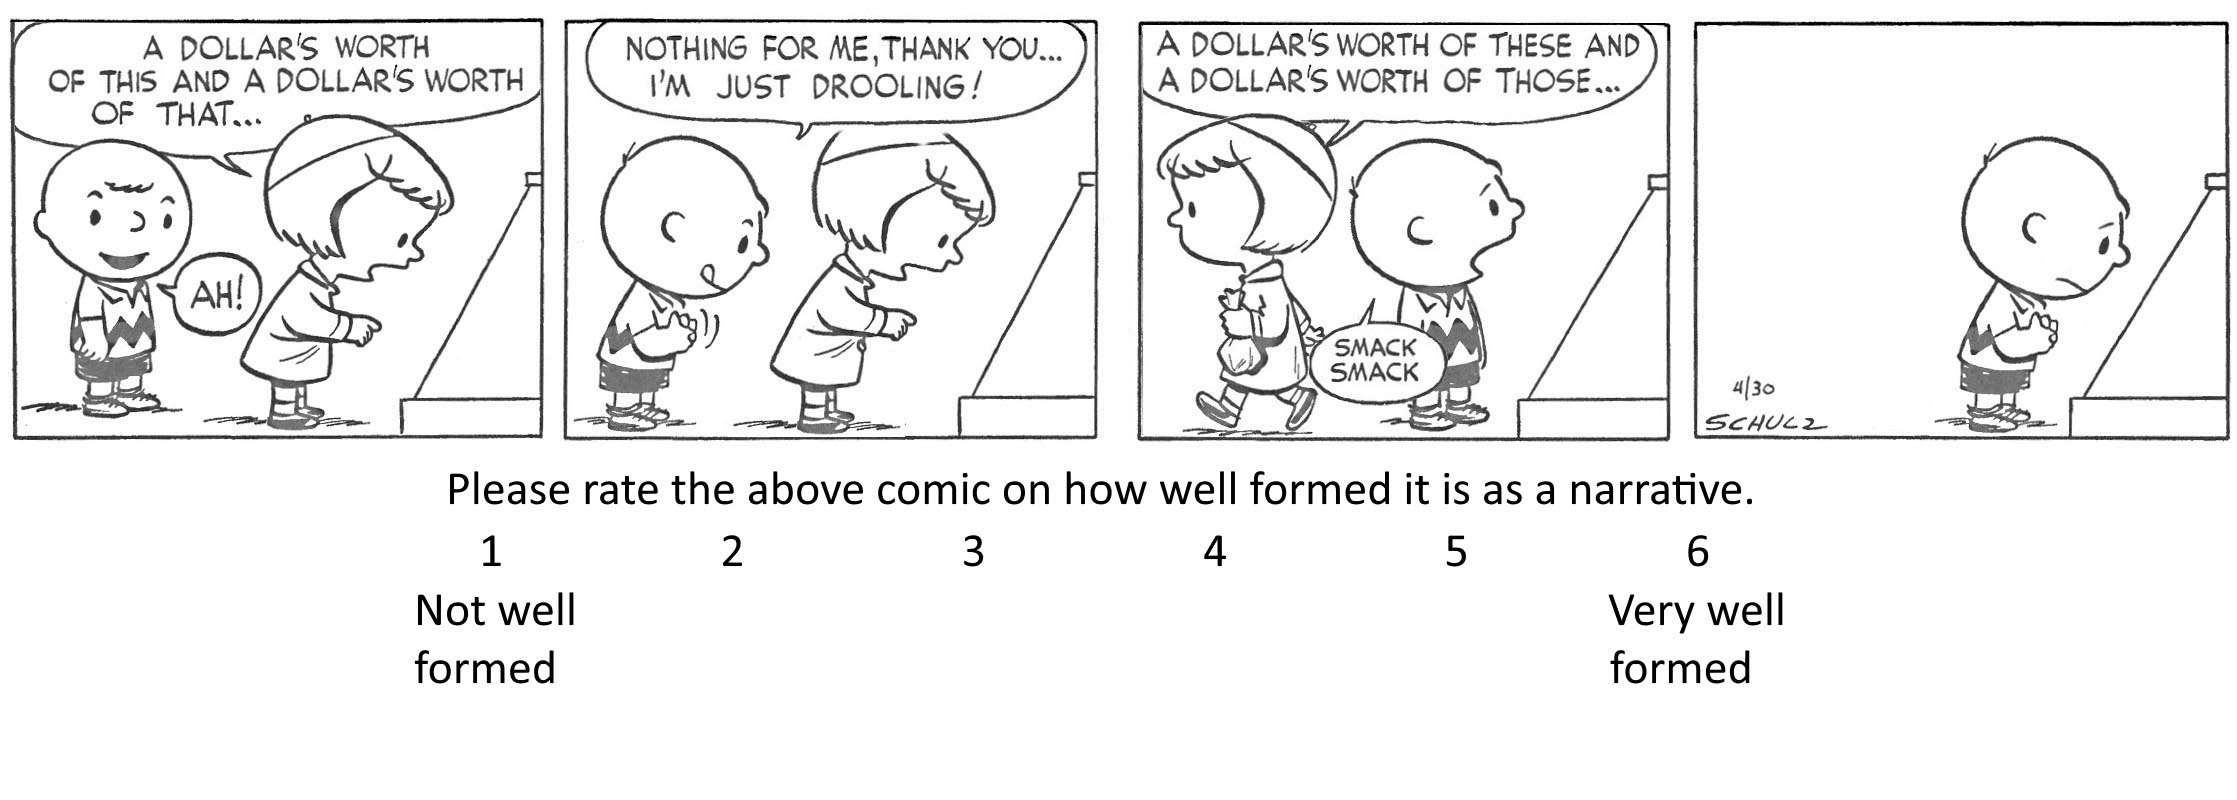 A DOLLAR'S WORTH
OF THIS AND A DOLLAR'S WORTH
OF THAT...
AH!
NOTHING FOR ME, THANK YOU...
I'M JUST DROOLING!
A DOLLAR'S WORTH OF THESE AND
A DOLLAR'S WORTH OF THOSE...
SMACK
SMACK
4/30
SCHULZ
Please rate the above comic on how well formed it is as a narrative.
1 2 3 4 5 6
Not well
formed
Very well
formed